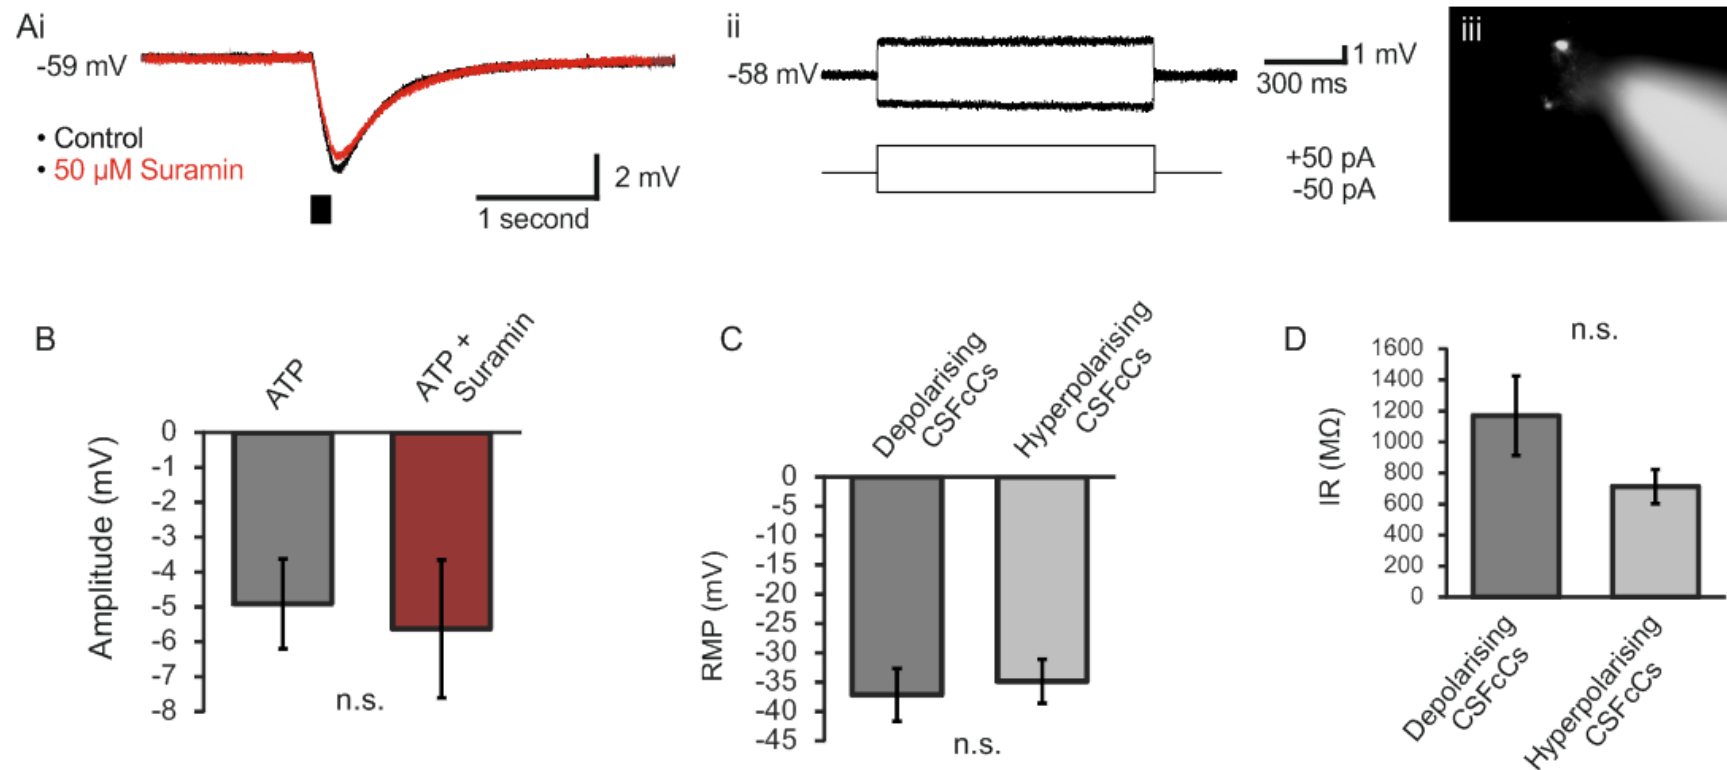 Ai
-59 mV
• Control
• 50 µM Suramin
2 mV
1 second
ii
-58 mV
1 mV
300 ms
+50 pA
-50 pA
iii
B
ATP
ATP +
Suramin
Amplitude (mV)
0
-1
-2
-3
-4
-5
-6
-7
-8
n.s.
C
Depolarising
CSFcCs
Hyperpolarising
CSFcCs
RMP (mV)
0
-5
-10
-15
-20
-25
-30
-35
-40
-45
n.s.
D
n.s.
IR (MΩ)
1600
1400
1200
1000
800
600
400
200
0
Depolarising
CSFcCs
Hyperpolarising
CSFcCs